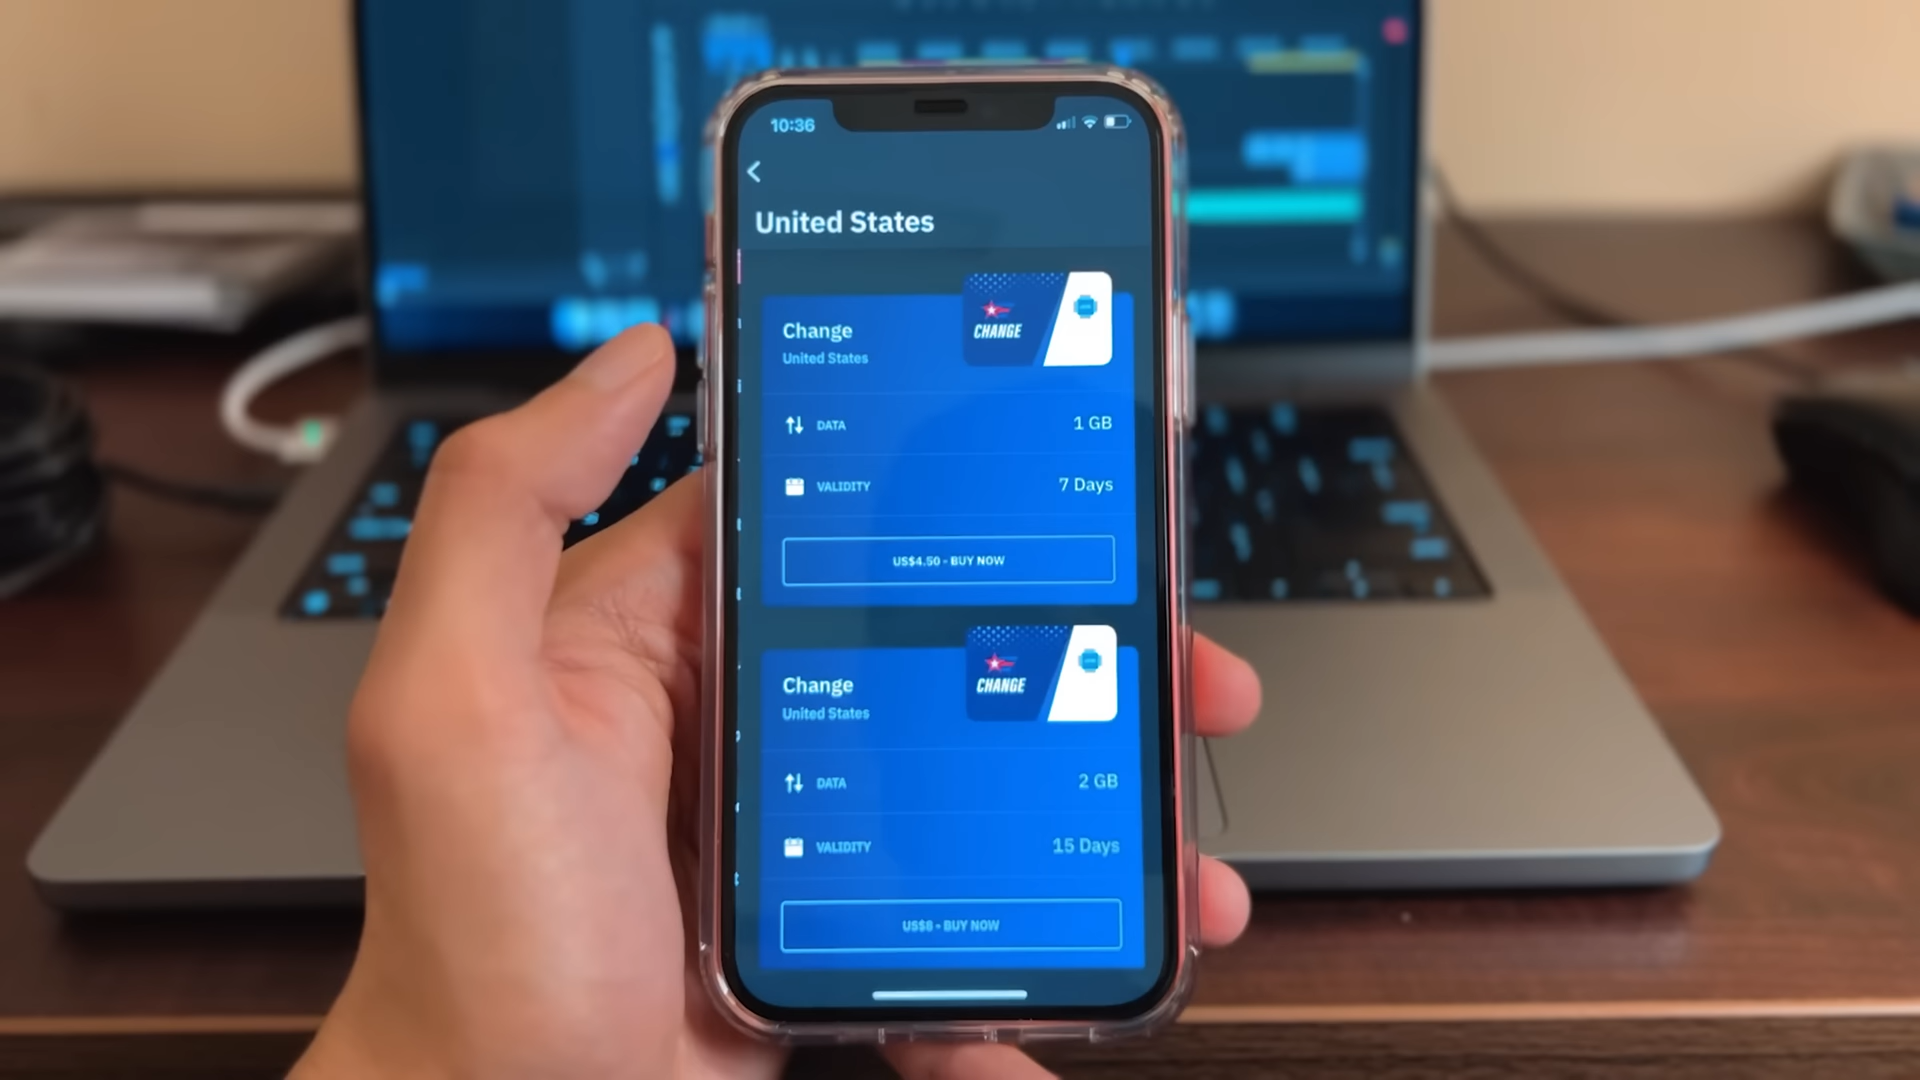 10:36
United States
CHANGE
Change
United States
DATA
1 GB
VALIDITY
7 Days
US$4.50 - BUY NOW
CHANGE
Change
United States
DATA
2 GB
VALIDITY
15 Days
US$8 - BUY NOW